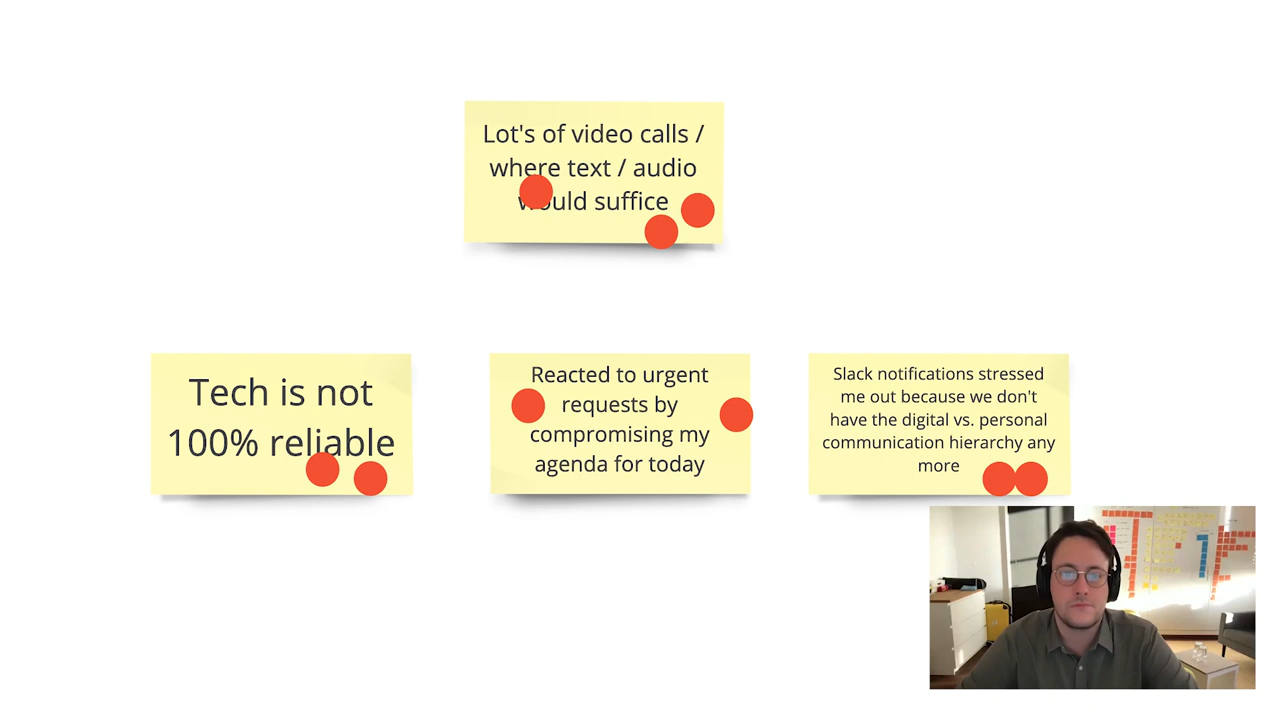 Lot's of video calls /
where text / audio
would suffice
Tech is not
100% reliable
Reacted to urgent
requests by
compromising my
agenda for today
Slack notifications stressed
me out because we don't
have the digital vs. personal
communication hierarchy any
more